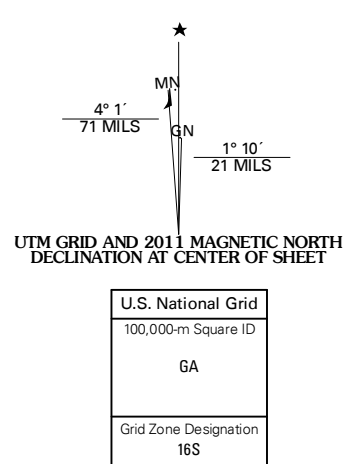 MN
4° 1´
71 MILS
GN
1° 10´
21 MILS
UTM GRID AND 2011 MAGNETIC NORTH
DECLINATION AT CENTER OF SHEET
U.S. National Grid
100,000-m Square ID
GA
Grid Zone Designation
16S